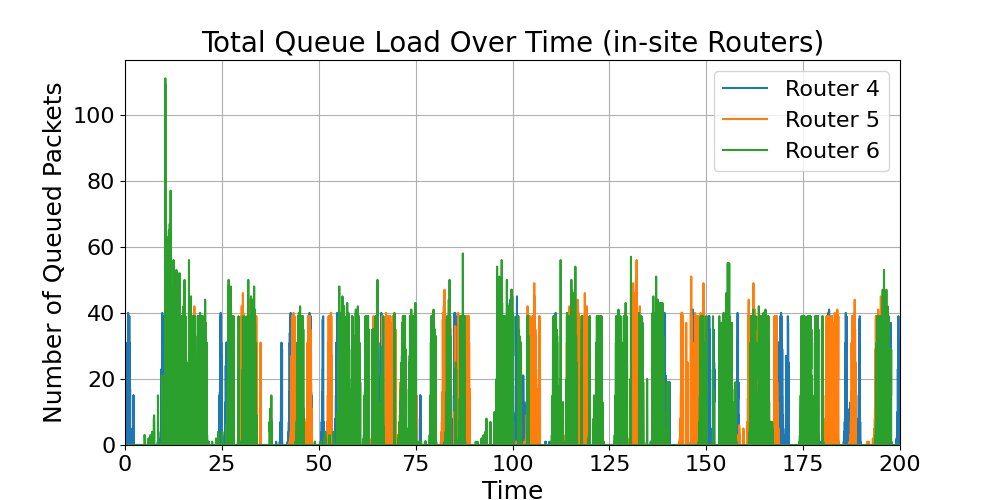 Total Queue Load Over Time (in-site Routers)
Number of Queued Packets
100
80
60
40
20
0
Router 4
Router 5
Router 6
0 25 50 75 100 125 150 175 200
Time